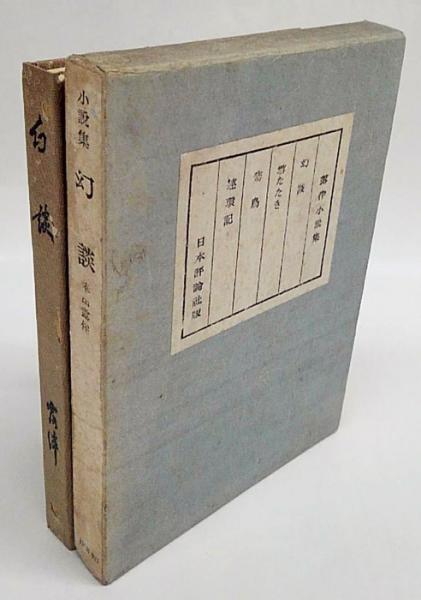 露伴小説集
幻談
雪たたき
鵞鳥
連環記
日本評論社版
小説集
幻談
幸田露伴
幻談
露伴